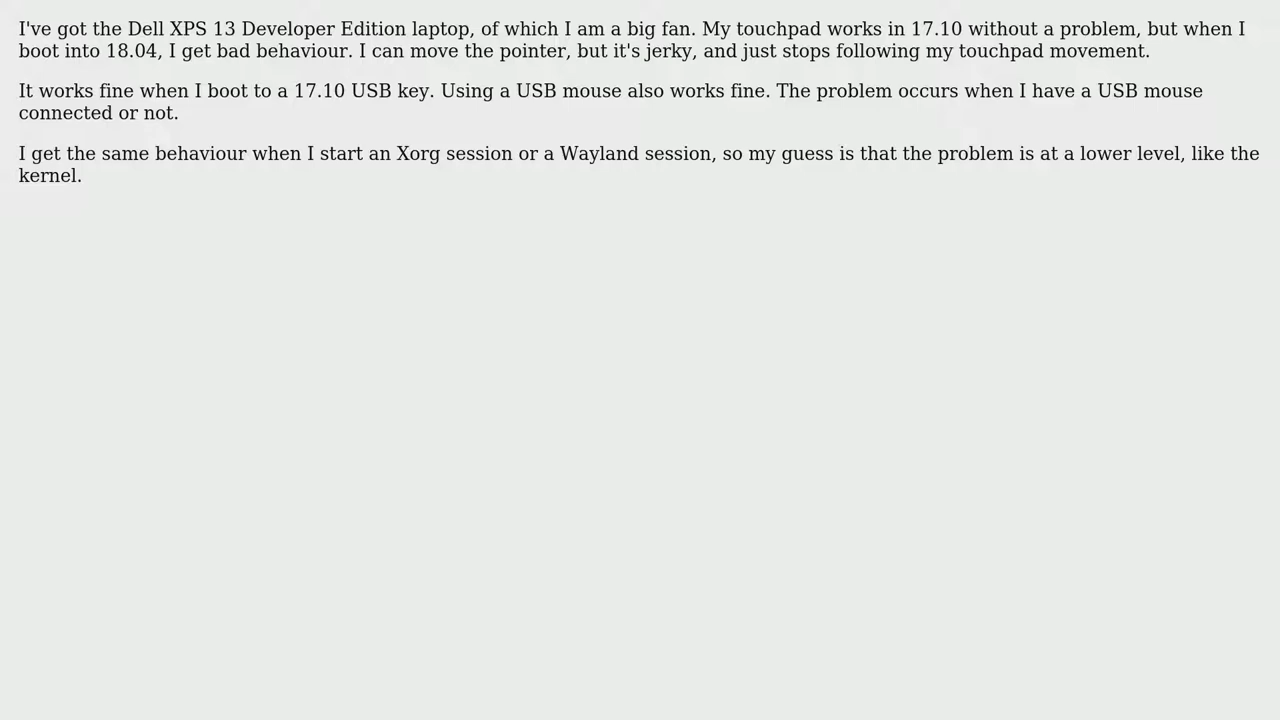 I've got the Dell XPS 13 Developer Edition laptop, of which I am a big fan. My touchpad works in 17.10 without a problem, but when I
boot into 18.04, I get bad behaviour. I can move the pointer, but it's jerky, and just stops following my touchpad movement.
It works fine when I boot to a 17.10 USB key. Using a USB mouse also works fine. The problem occurs when I have a USB mouse
connected or not.
I get the same behaviour when I start an Xorg session or a Wayland session, so my guess is that the problem is at a lower level, like the
kernel.